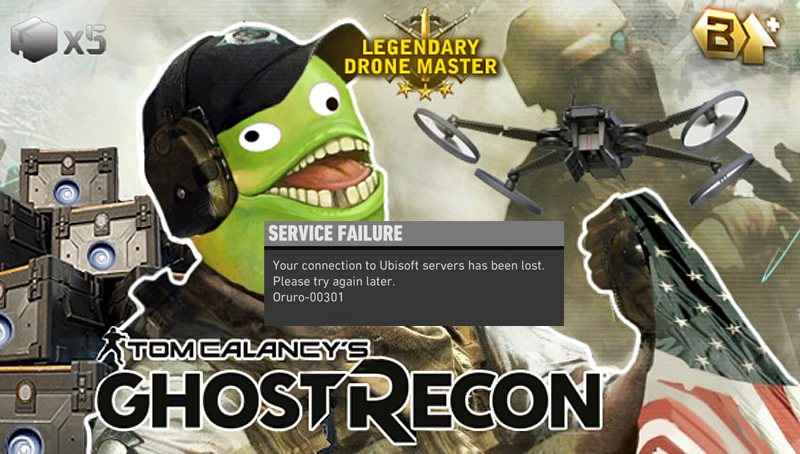 x5
LEGENDARY
DRONE MASTER
SERVICE FAILURE
Your connection to Ubisoft servers has been lost.
Please try again later.
Oruro-00301
TOM CALANCY'S
GHOST RECON